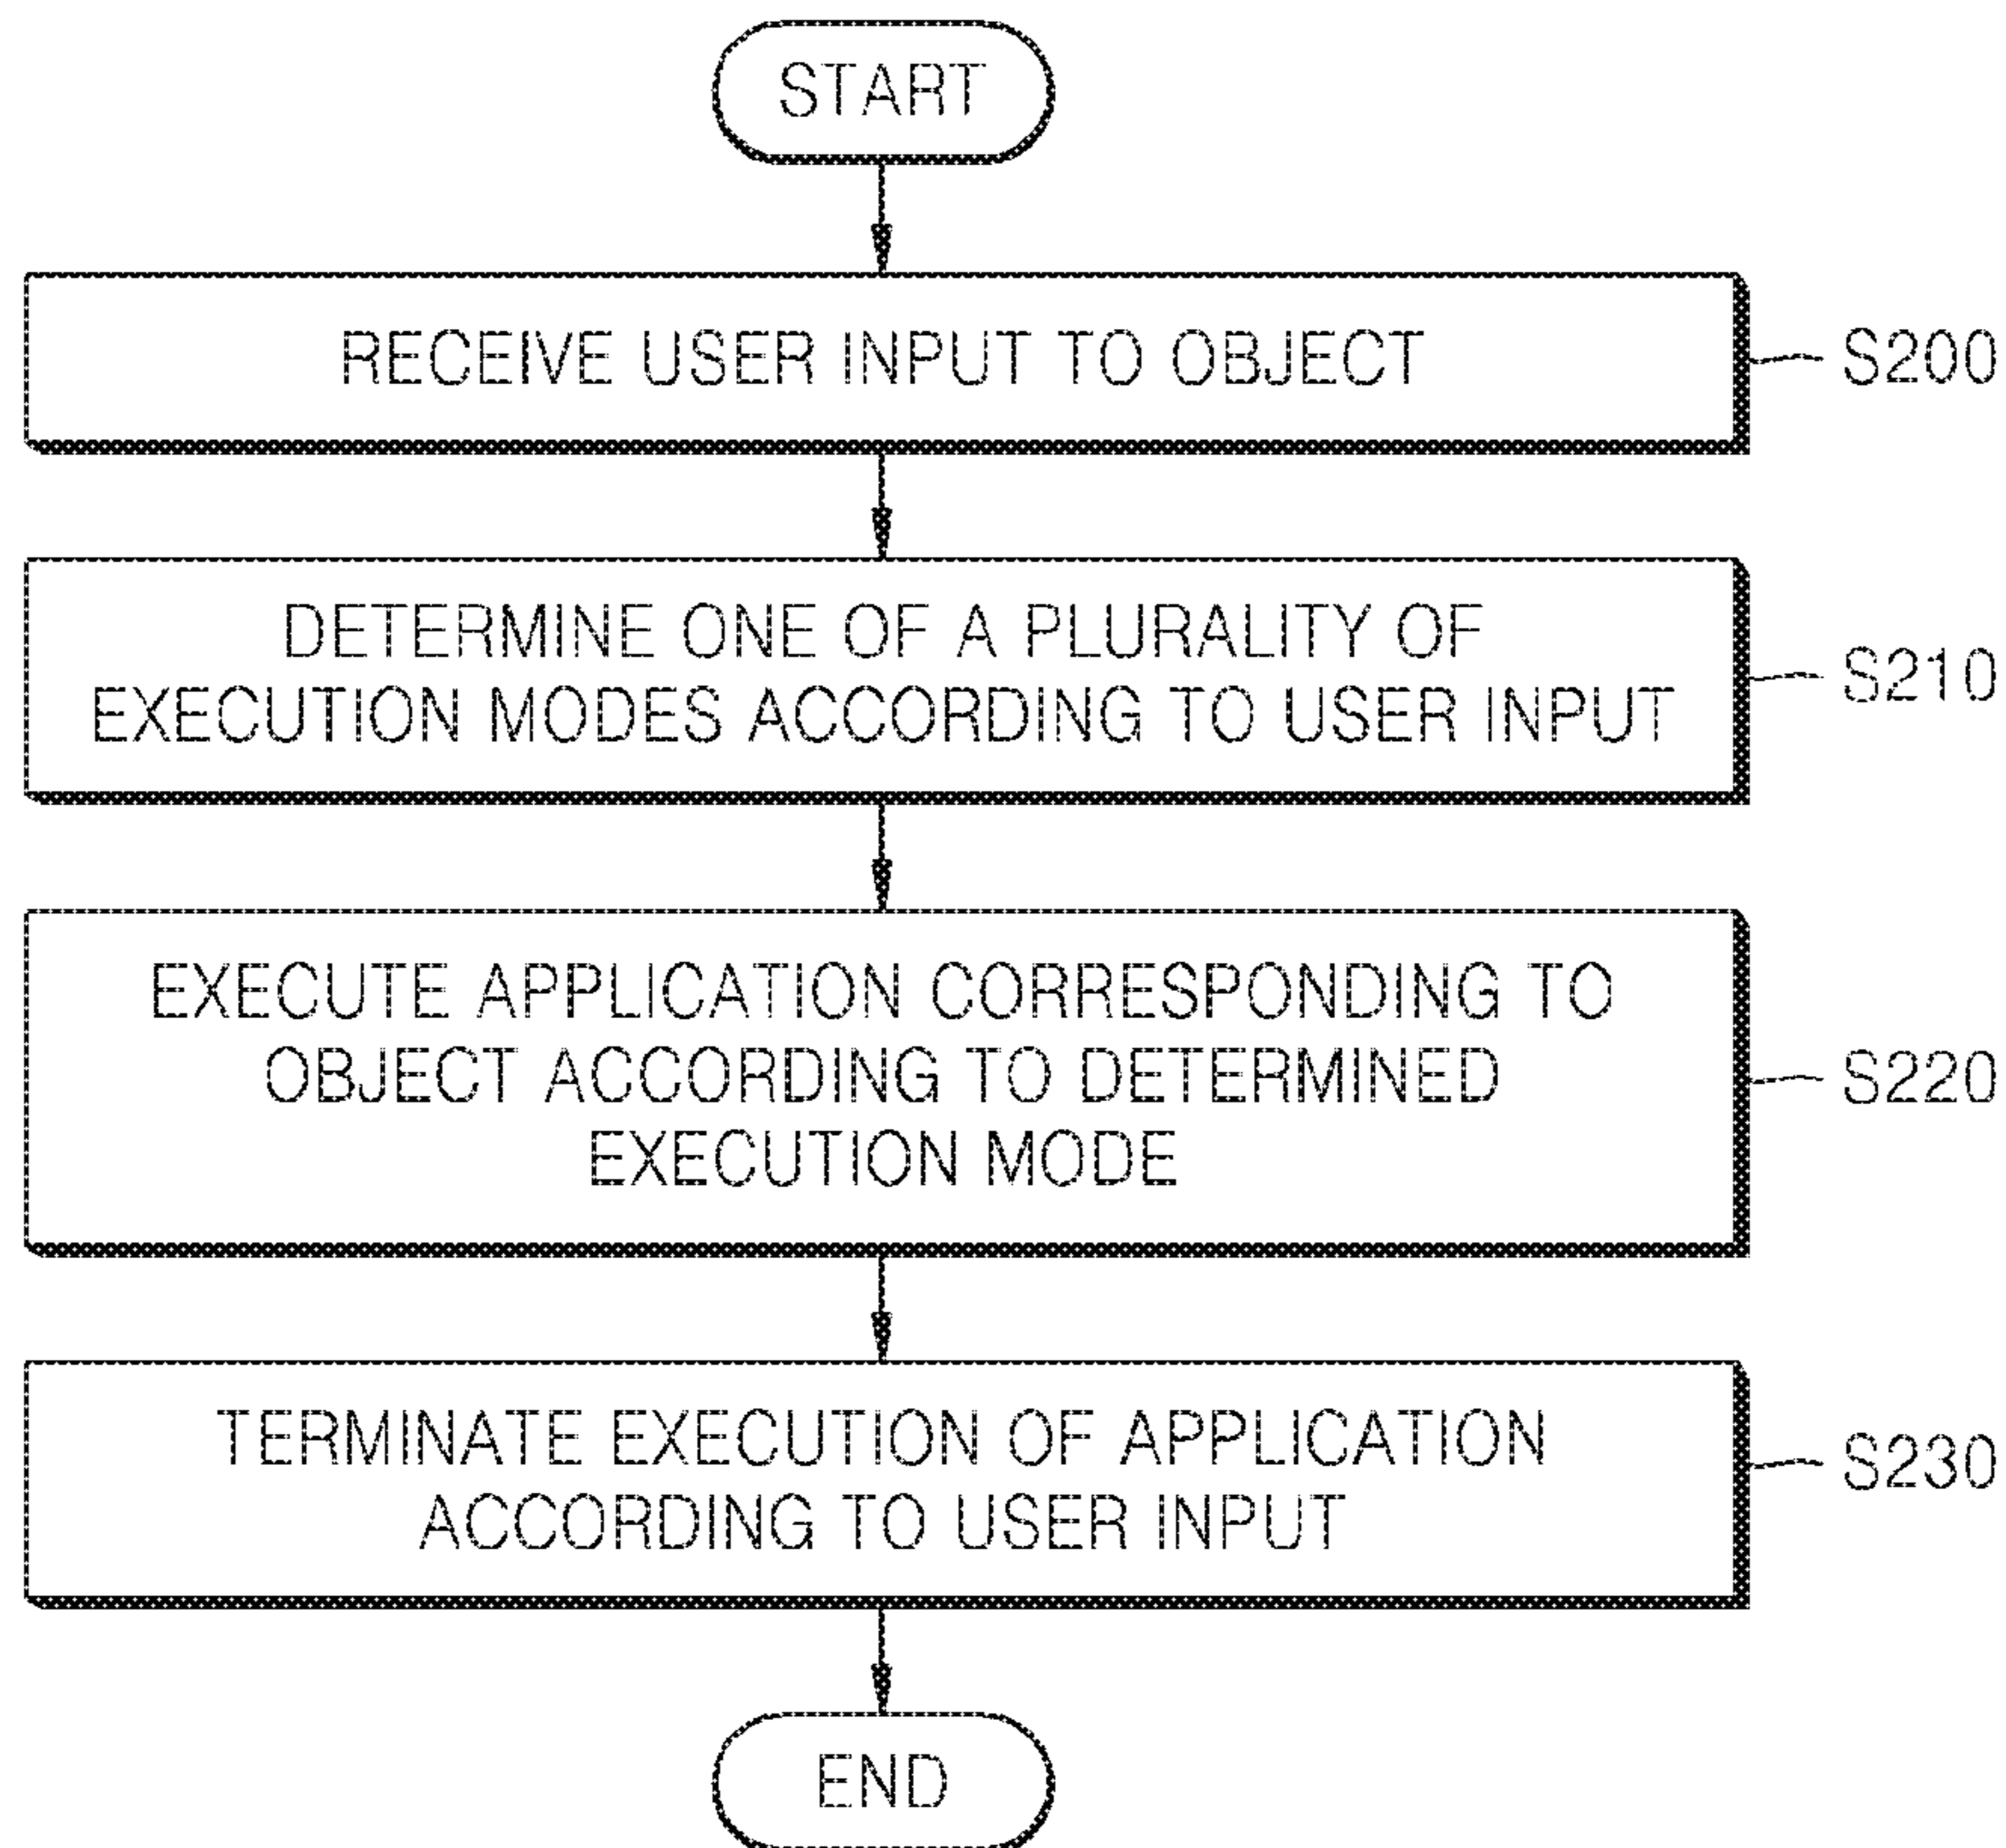 START
RECEIVE USER INPUT TO OBJECT
S200
DETERMINE ONE OF A PLURALITY OF
EXECUTION MODES ACCORDING TO USER INPUT
S210
EXECUTE APPLICATION CORRESPONDING TO
OBJECT ACCORDING TO DETERMINED
EXECUTION MODE
S220
TERMINATE EXECUTION OF APPLICATION
ACCORDING TO USER INPUT
S230
END